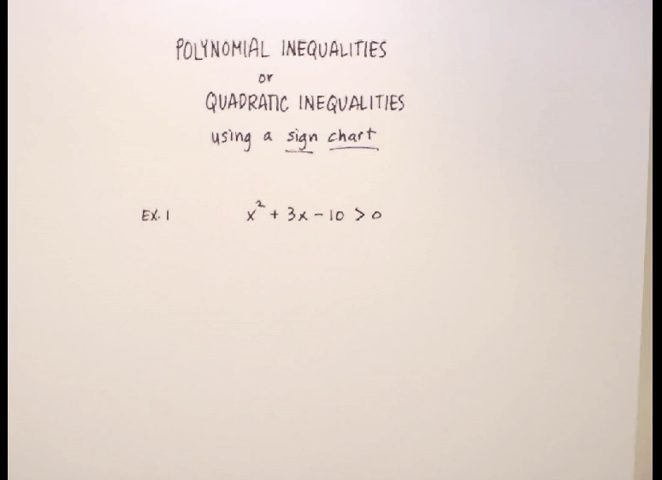 POLYNOMIAL INEQUALITIES
or
QUADRATIC INEQUALITIES
using a sign chart
EX. 1 x² + 3x - 10 > 0